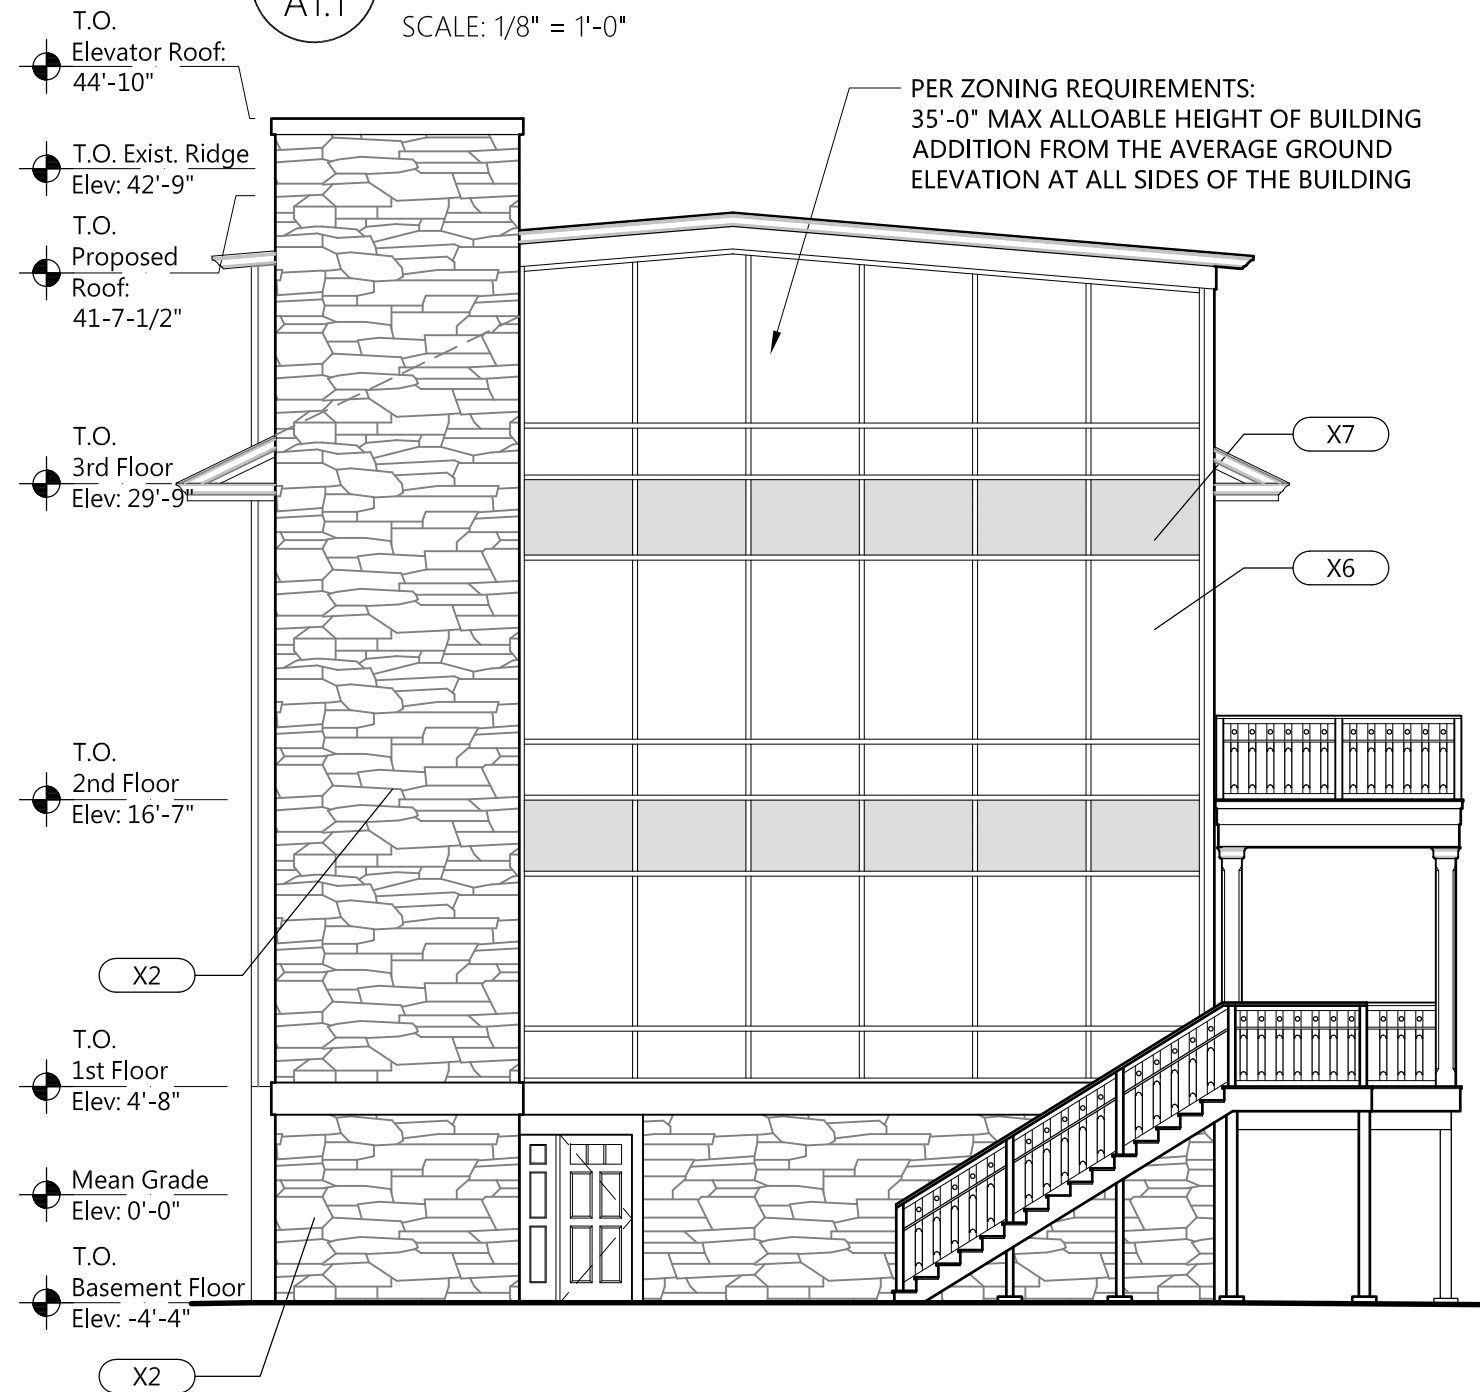 A1.1
SCALE: 1/8" = 1'-0"
T.O.
Elevator Roof:
44'-10"
T.O. Exist. Ridge
Elev: 42'-9"
T.O.
Proposed
Roof:
41-7-1/2"
PER ZONING REQUIREMENTS:
35'-0" MAX ALLOABLE HEIGHT OF BUILDING
ADDITION FROM THE AVERAGE GROUND
ELEVATION AT ALL SIDES OF THE BUILDING
T.O.
3rd Floor
Elev: 29'-9"
X7
X6
T.O.
2nd Floor
Elev: 16'-7"
X2
T.O.
1st Floor
Elev: 4'-8"
Mean Grade
Elev: 0'-0"
T.O.
Basement Floor
Elev: -4'-4"
X2